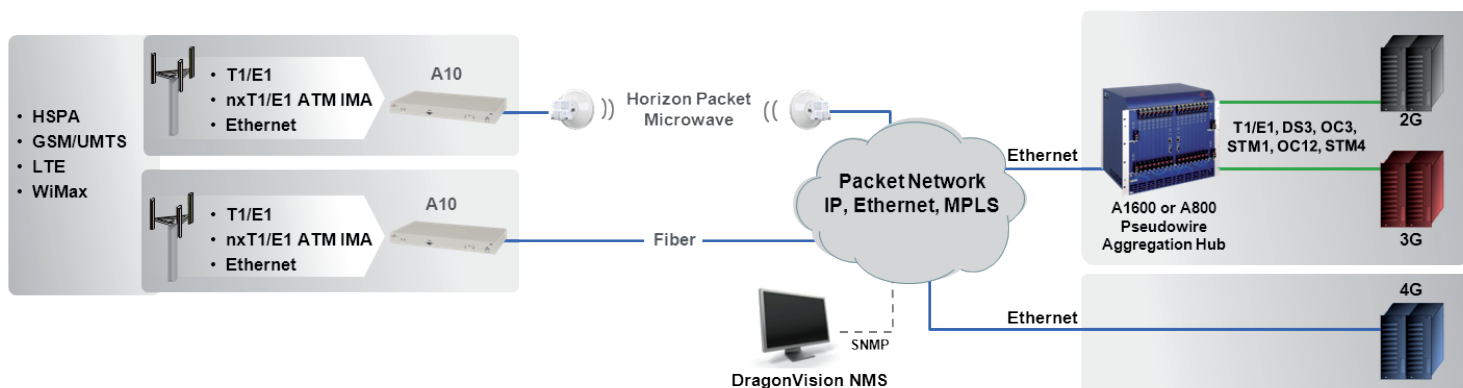 • HSPA
• GSM/UMTS
• LTE
• WiMax
• T1/E1
• nxT1/E1 ATM IMA
• Ethernet
A10
Horizon Packet
Microwave
• T1/E1
• nxT1/E1 ATM IMA
• Ethernet
A10
Fiber
Packet Network
IP, Ethernet, MPLS
SNMP
DragonVision NMS
Ethernet
A1600 or A800
Pseudowire
Aggregation Hub
T1/E1, DS3, OC3,
STM1, OC12, STM4
2G
3G
Ethernet
4G